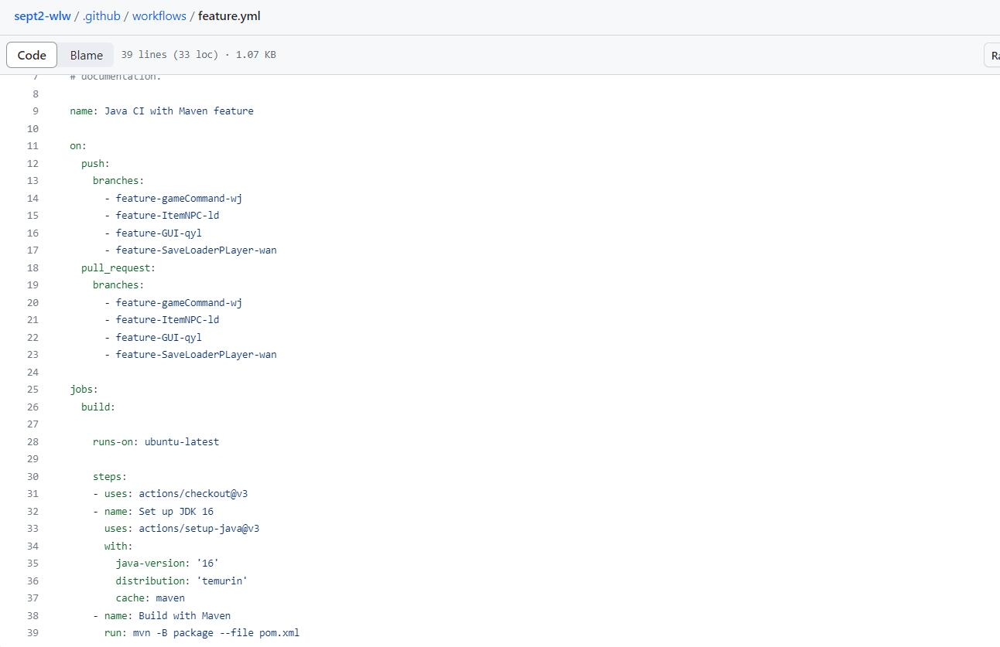 sept2-wlw / .github / workflows / feature.yml
Code Blame 39 lines (33 loc) · 1.07 KB
7 # documentation.
8
9 name: Java CI with Maven feature
10
11 on:
12 push:
13 branches:
14 - feature-gameCommand-wj
15 - feature-ItemNPC-ld
16 - feature-GUI-qyl
17 - feature-SaveLoaderPLayer-wan
18 pull_request:
19 branches:
20 - feature-gameCommand-wj
21 - feature-ItemNPC-ld
22 - feature-GUI-qyl
23 - feature-SaveLoaderPLayer-wan
24
25 jobs:
26 build:
27
28 runs-on: ubuntu-latest
29
30 steps:
31 - uses: actions/checkout@v3
32 - name: Set up JDK 16
33 uses: actions/setup-java@v3
34 with:
35 java-version: '16'
36 distribution: 'temurin'
37 cache: maven
38 - name: Build with Maven
39 run: mvn -B package --file pom.xml